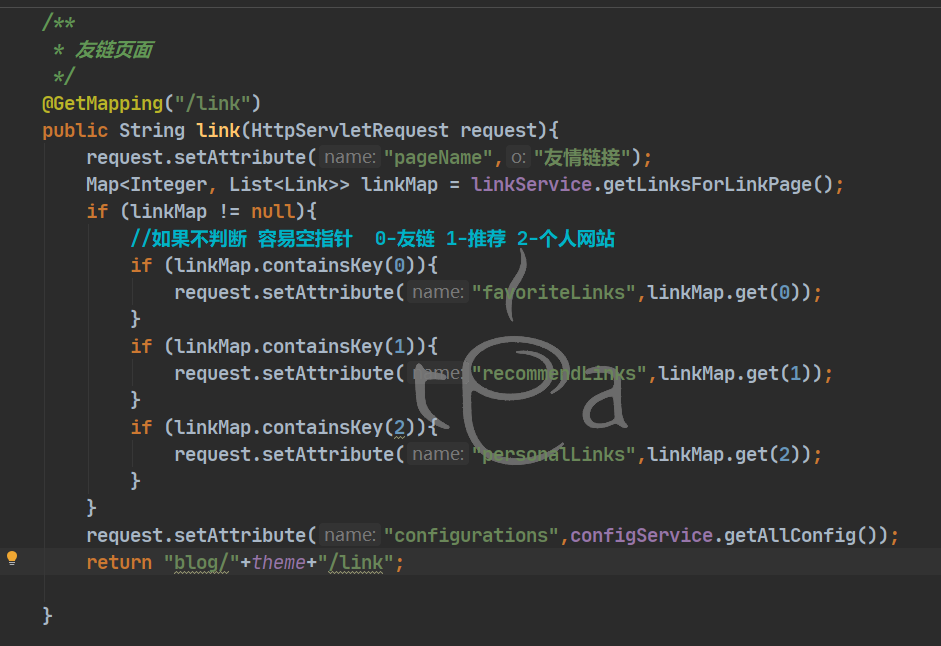 /**
 * 友链页面
 */
@GetMapping("/link")
public String link(HttpServletRequest request){
    request.setAttribute( name: "pageName", o: "友情链接");
    Map<Integer, List<Link>> linkMap = linkService.getLinksForLinkPage();
    if (linkMap != null){
        //如果不判断 容易空指针  0-友链 1-推荐 2-个人网站
        if (linkMap.containsKey(0)){
            request.setAttribute( name: "favoriteLinks",linkMap.get(0));
        }
        if (linkMap.containsKey(1)){
            request.setAttribute( name: "recommendLinks",linkMap.get(1));
        }
        if (linkMap.containsKey(2)){
            request.setAttribute( name: "personalLinks",linkMap.get(2));
        }
    }
    request.setAttribute( name: "configurations",configService.getAllConfig());
    return "blog/"+theme+"/link";
}